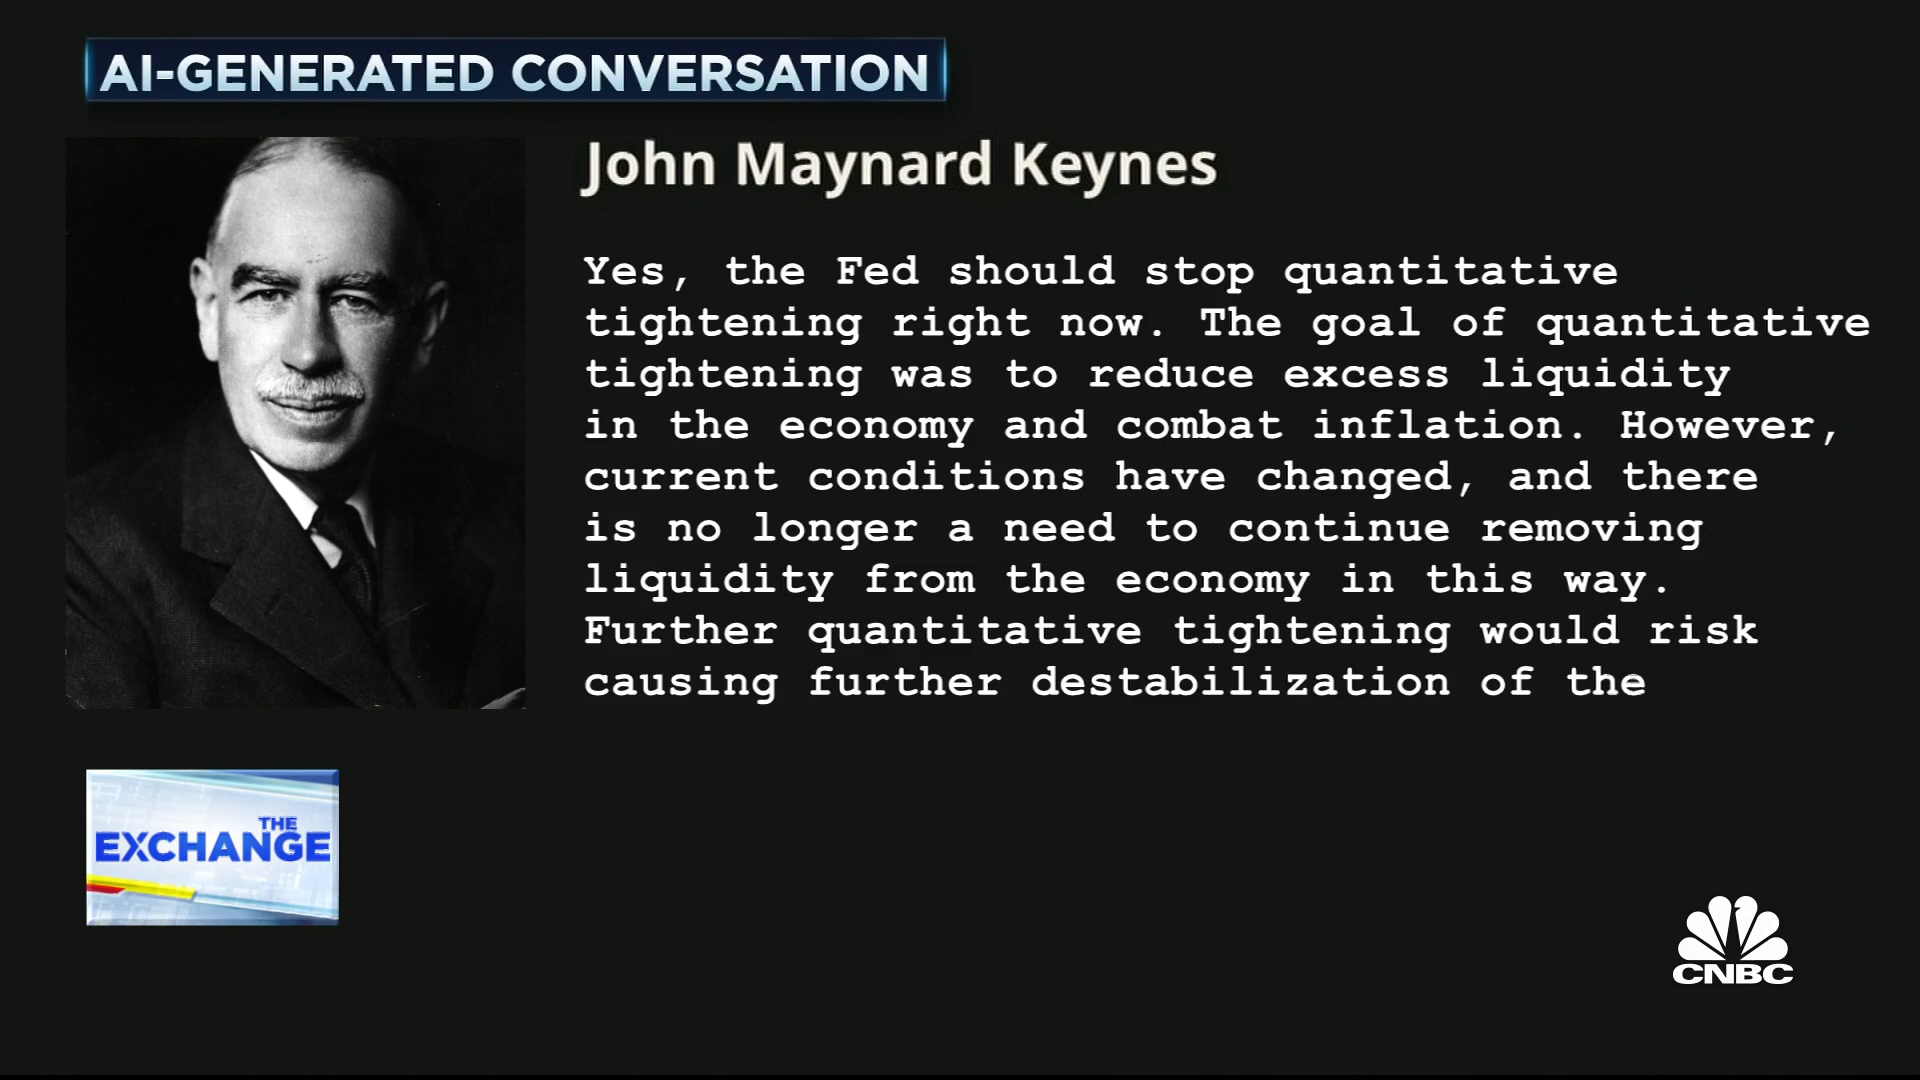 AI-GENERATED CONVERSATION
John Maynard Keynes
Yes, the Fed should stop quantitative
tightening right now. The goal of quantitative
tightening was to reduce excess liquidity
in the economy and combat inflation. However,
current conditions have changed, and there
is no longer a need to continue removing
liquidity from the economy in this way.
Further quantitative tightening would risk
causing further destabilization of the
THE
EXCHANGE
CNBC